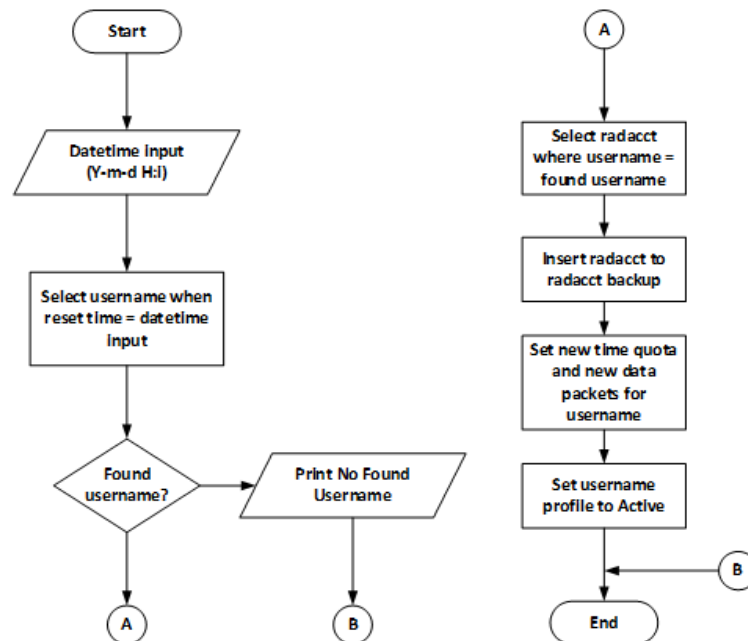 Start
Datetime input
(Y-m-d H:i)
Select username when
reset time = datetime
input
Found
username?
Print No Found
Username
A
B
A
Select radacct
where username =
found username
Insert radacct to
radacct backup
Set new time quota
and new data
packets for
username
Set username
profile to Active
B
End